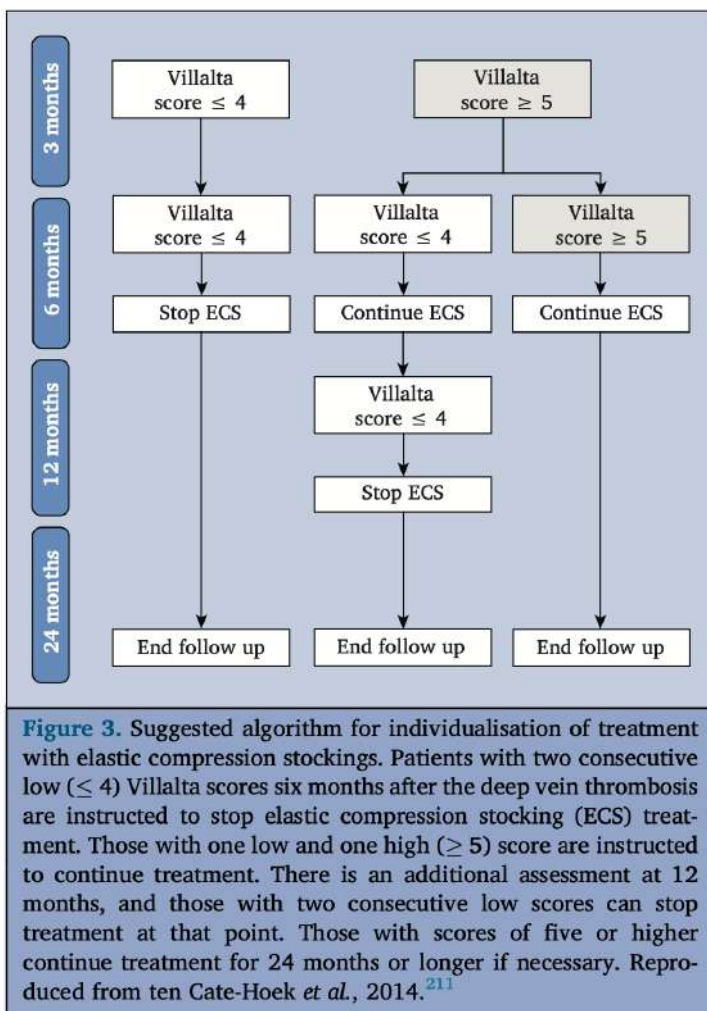 3 months
Villalta
score ≤ 4
Villalta
score ≥ 5
6 months
Villalta
score ≤ 4
Villalta
score ≤ 4
Villalta
score ≥ 5
Stop ECS
Continue ECS
Continue ECS
12 months
Villalta
score ≤ 4
Stop ECS
24 months
End follow up
End follow up
End follow up
Figure 3. Suggested algorithm for individualisation of treatment
with elastic compression stockings. Patients with two consecutive
low (≤ 4) Villalta scores six months after the deep vein thrombosis
are instructed to stop elastic compression stocking (ECS) treat-
ment. Those with one low and one high (≥ 5) score are instructed
to continue treatment. There is an additional assessment at 12
months, and those with two consecutive low scores can stop
treatment at that point. Those with scores of five or higher
continue treatment for 24 months or longer if necessary. Repro-
duced from ten Cate-Hoek et al., 2014.211